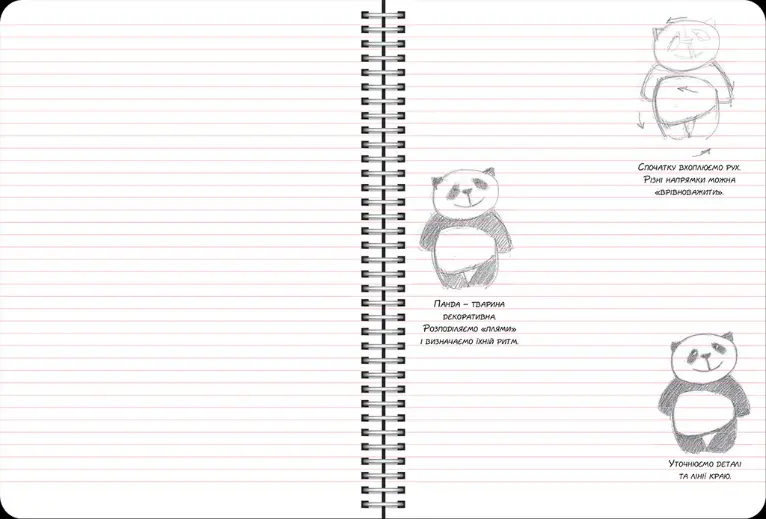 Спочатку вхоплюємо рух.
Різні напрямки можна
«врівноважити».
Панда – тварина
декоративна.
Розподіляємо «плями»
і визначаємо їхній ритм.
Уточнюємо деталі
та лінії краю.